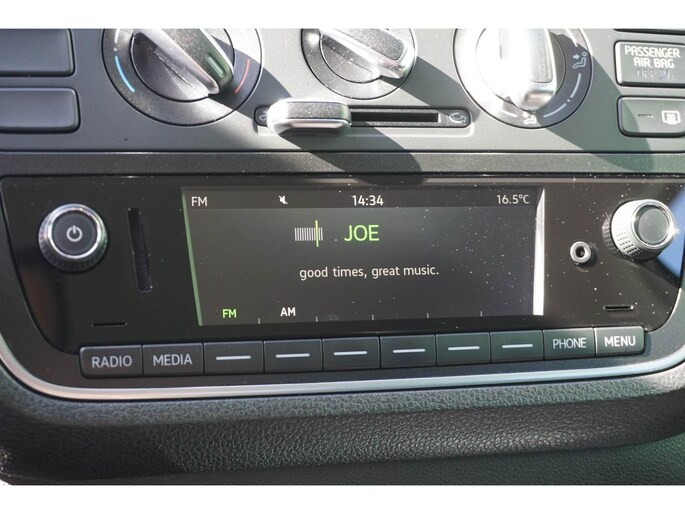 PASSENGER
AIR BAG
OFF
FM 14:34 16.5°C
JOE
good times, great music.
FM AM
RADIO MEDIA PHONE MENU